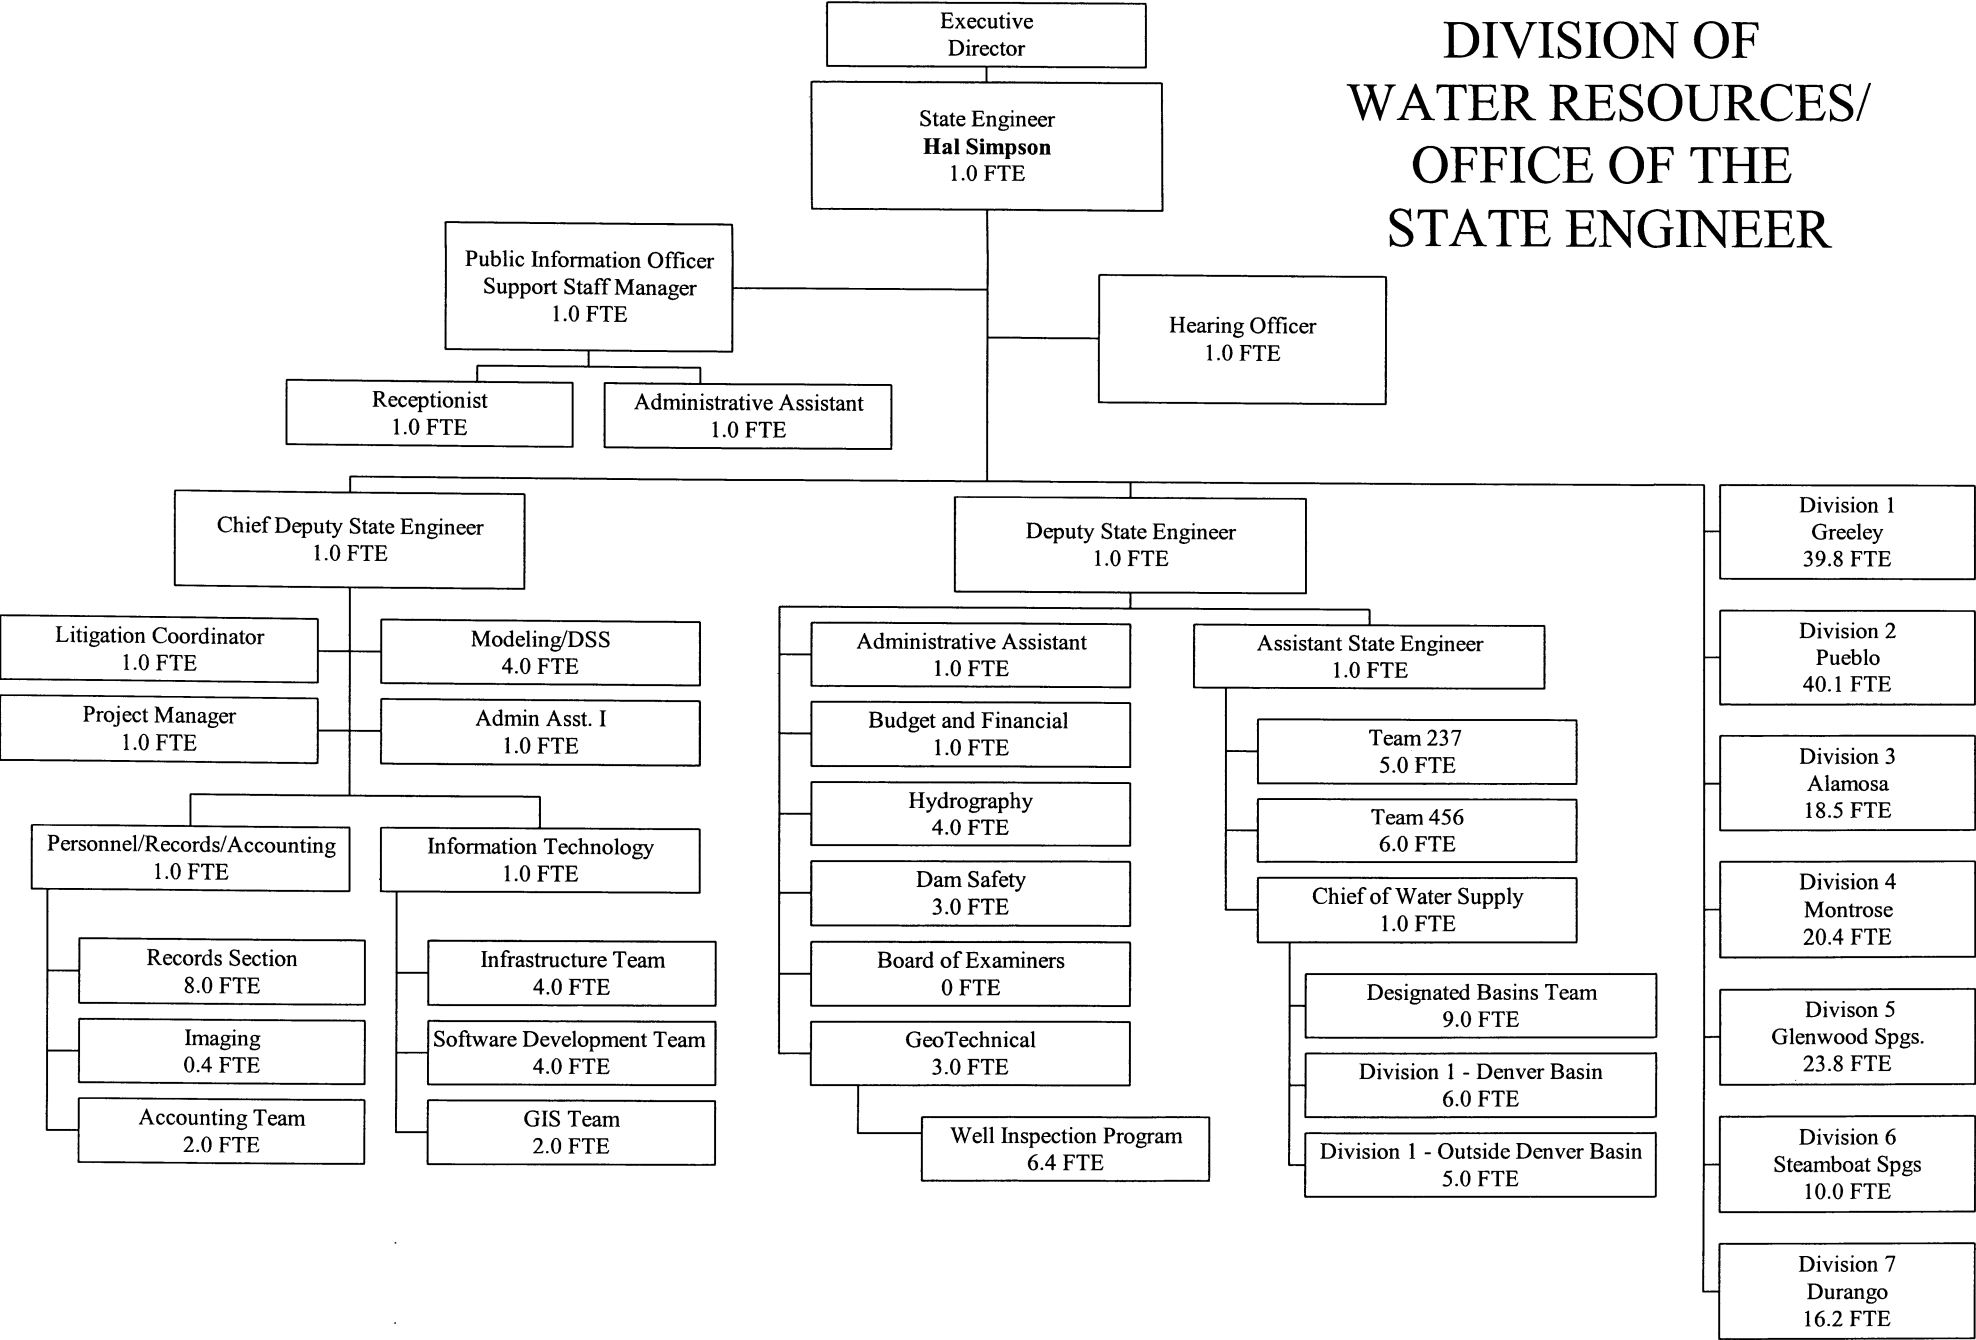 Executive
Director
DIVISION OF
WATER RESOURCES/
OFFICE OF THE
STATE ENGINEER
State Engineer
Hal Simpson
1.0 FTE
Public Information Officer
Support Staff Manager
1.0 FTE
Hearing Officer
1.0 FTE
Receptionist
1.0 FTE
Administrative Assistant
1.0 FTE
Chief Deputy State Engineer
1.0 FTE
Litigation Coordinator
1.0 FTE
Modeling/DSS
4.0 FTE
Project Manager
1.0 FTE
Admin Asst. I
1.0 FTE
Personnel/Records/Accounting
1.0 FTE
Records Section
8.0 FTE
Imaging
0.4 FTE
Accounting Team
2.0 FTE
Information Technology
1.0 FTE
Infrastructure Team
4.0 FTE
Software Development Team
4.0 FTE
GIS Team
2.0 FTE
Deputy State Engineer
1.0 FTE
Administrative Assistant
1.0 FTE
Budget and Financial
1.0 FTE
Hydrography
4.0 FTE
Dam Safety
3.0 FTE
Board of Examiners
0 FTE
GeoTechnical
3.0 FTE
Well Inspection Program
6.4 FTE
Assistant State Engineer
1.0 FTE
Team 237
5.0 FTE
Team 456
6.0 FTE
Chief of Water Supply
1.0 FTE
Designated Basins Team
9.0 FTE
Division 1 - Denver Basin
6.0 FTE
Division 1 - Outside Denver Basin
5.0 FTE
Division 1
Greeley
39.8 FTE
Division 2
Pueblo
40.1 FTE
Division 3
Alamosa
18.5 FTE
Division 4
Montrose
20.4 FTE
Divison 5
Glenwood Spgs.
23.8 FTE
Division 6
Steamboat Spgs
10.0 FTE
Division 7
Durango
16.2 FTE